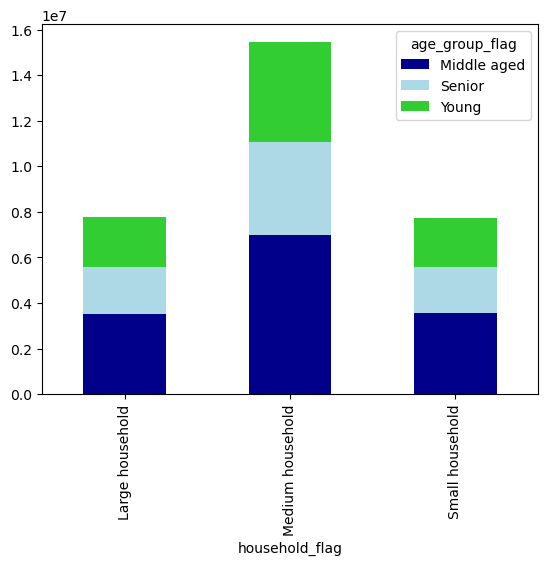 1e7
1.6
1.4
1.2
1.0
0.8
0.6
0.4
0.2
0.0
age_group_flag
Middle aged
Senior
Young
Large household
Medium household
Small household
household_flag